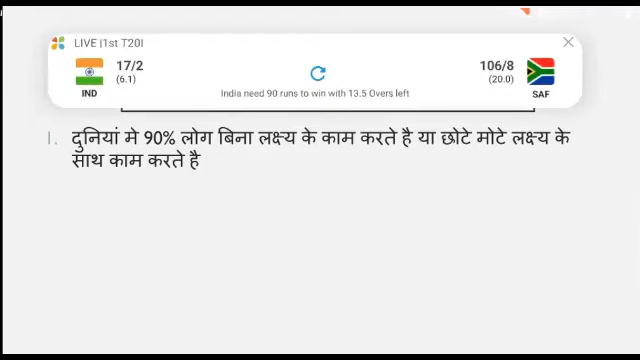 LIVE |1st T20I
17/2
(6.1)
IND
India need 90 runs to win with 13.5 Overs left
106/8
(20.0)
SAF
I. दुनियां मे 90% लोग बिना लक्ष्य के काम करते है या छोटे मोटे लक्ष्य के
साथ काम करते है